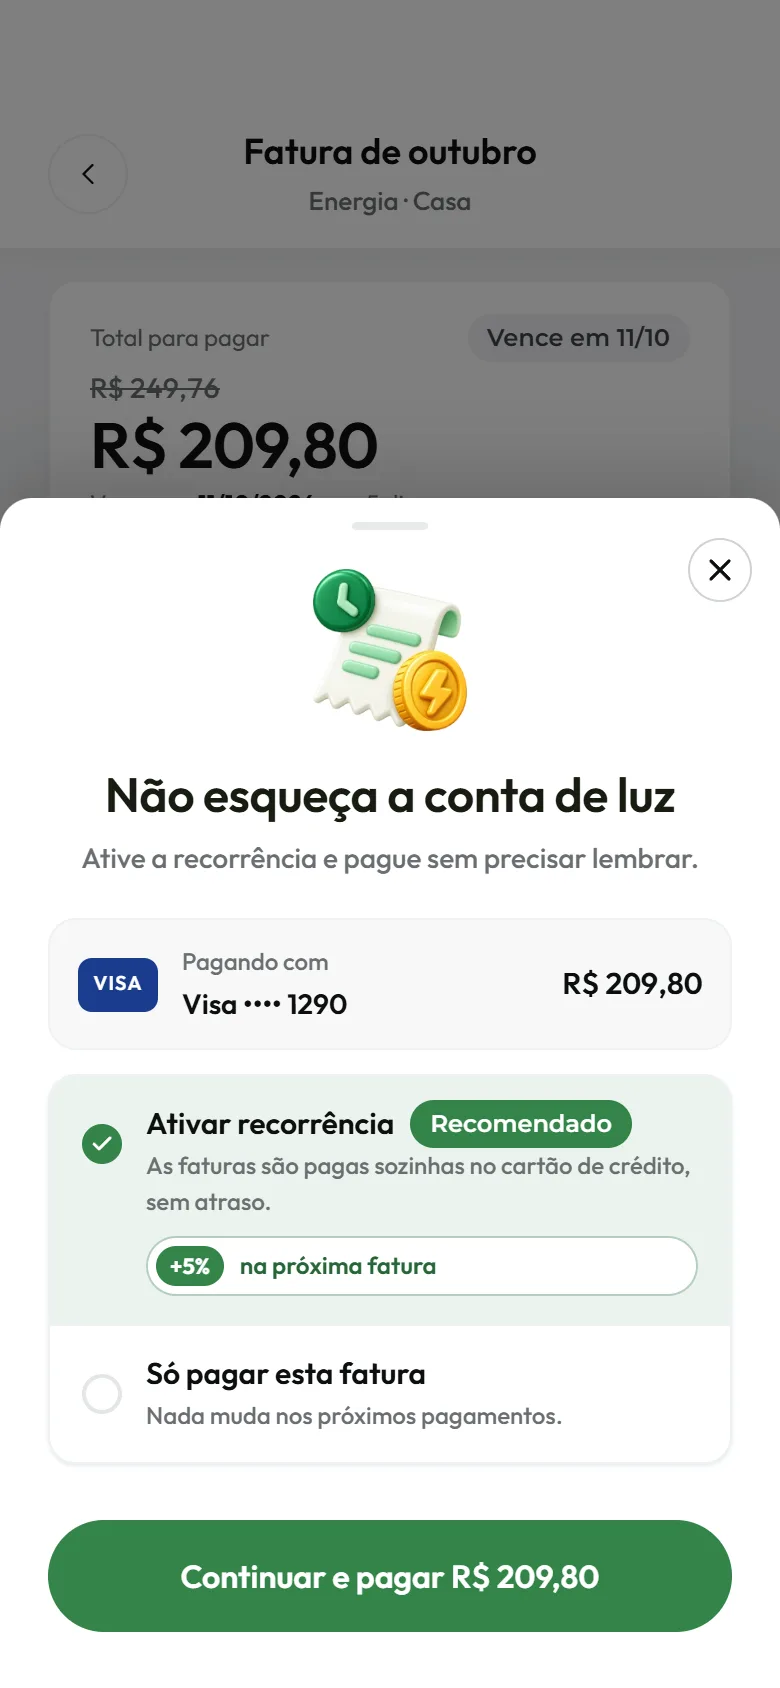 Fatura de outubro
Energia · Casa
Total para pagar
Vence em 11/10
R$ 249,76
R$ 209,80
Não esqueça a conta de luz
Ative a recorrência e pague sem precisar lembrar.
VISA
Pagando com
Visa •••• 1290
R$ 209,80
Ativar recorrência
Recomendado
As faturas são pagas sozinhas no cartão de crédito,
sem atraso.
+5%
na próxima fatura
Só pagar esta fatura
Nada muda nos próximos pagamentos.
Continuar e pagar R$ 209,80